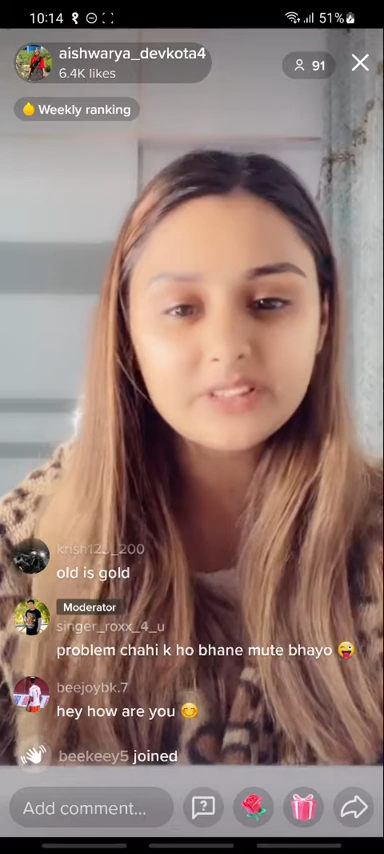 10:14
51%
aishwarya_devkota4
6.4K likes
91
Weekly ranking
old is gold
Moderator
singer_roxx_4_u
problem chahi k ho bhane mute bhayo 😜
beejoybk.7
hey how are you 😊
beekeey5 joined
Add comment...